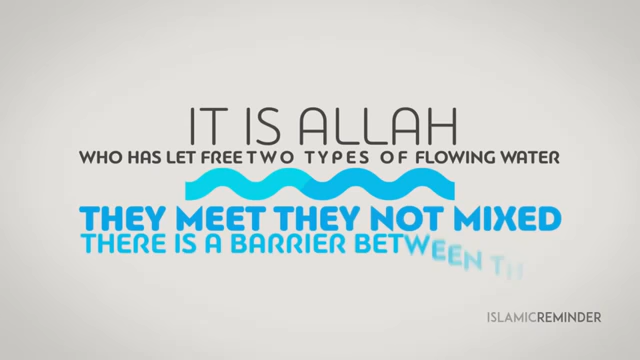 IT IS ALLAH
WHO HAS LET FREE TWO TYPES OF FLOWING WATER
THEY MEET THEY NOT MIXED
THERE IS A BARRIER BETWEEN
ISLAMICREMINDER